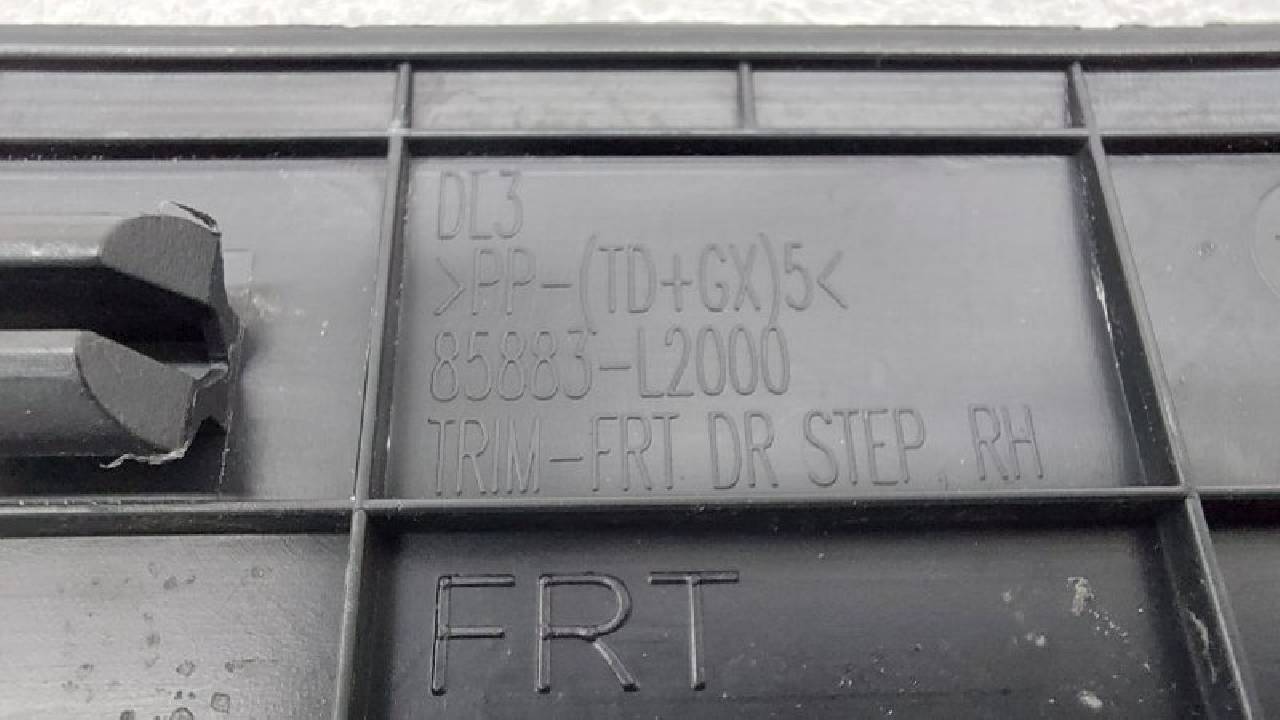 DL3
>PP-(TD+GX)5<
85883-L2000
TRIM-FRT DR STEP, RH
FRT